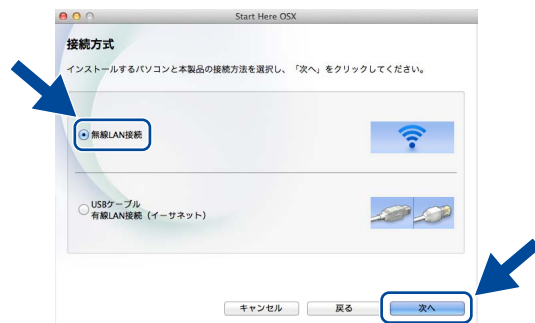 Start Here OSX
接続方式
インストールするパソコンと本製品の接続方法を選択し、「次へ」をクリックしてください。
無線LAN接続
USBケーブル
有線LAN接続（イーサネット）
キャンセル
戻る
次へ